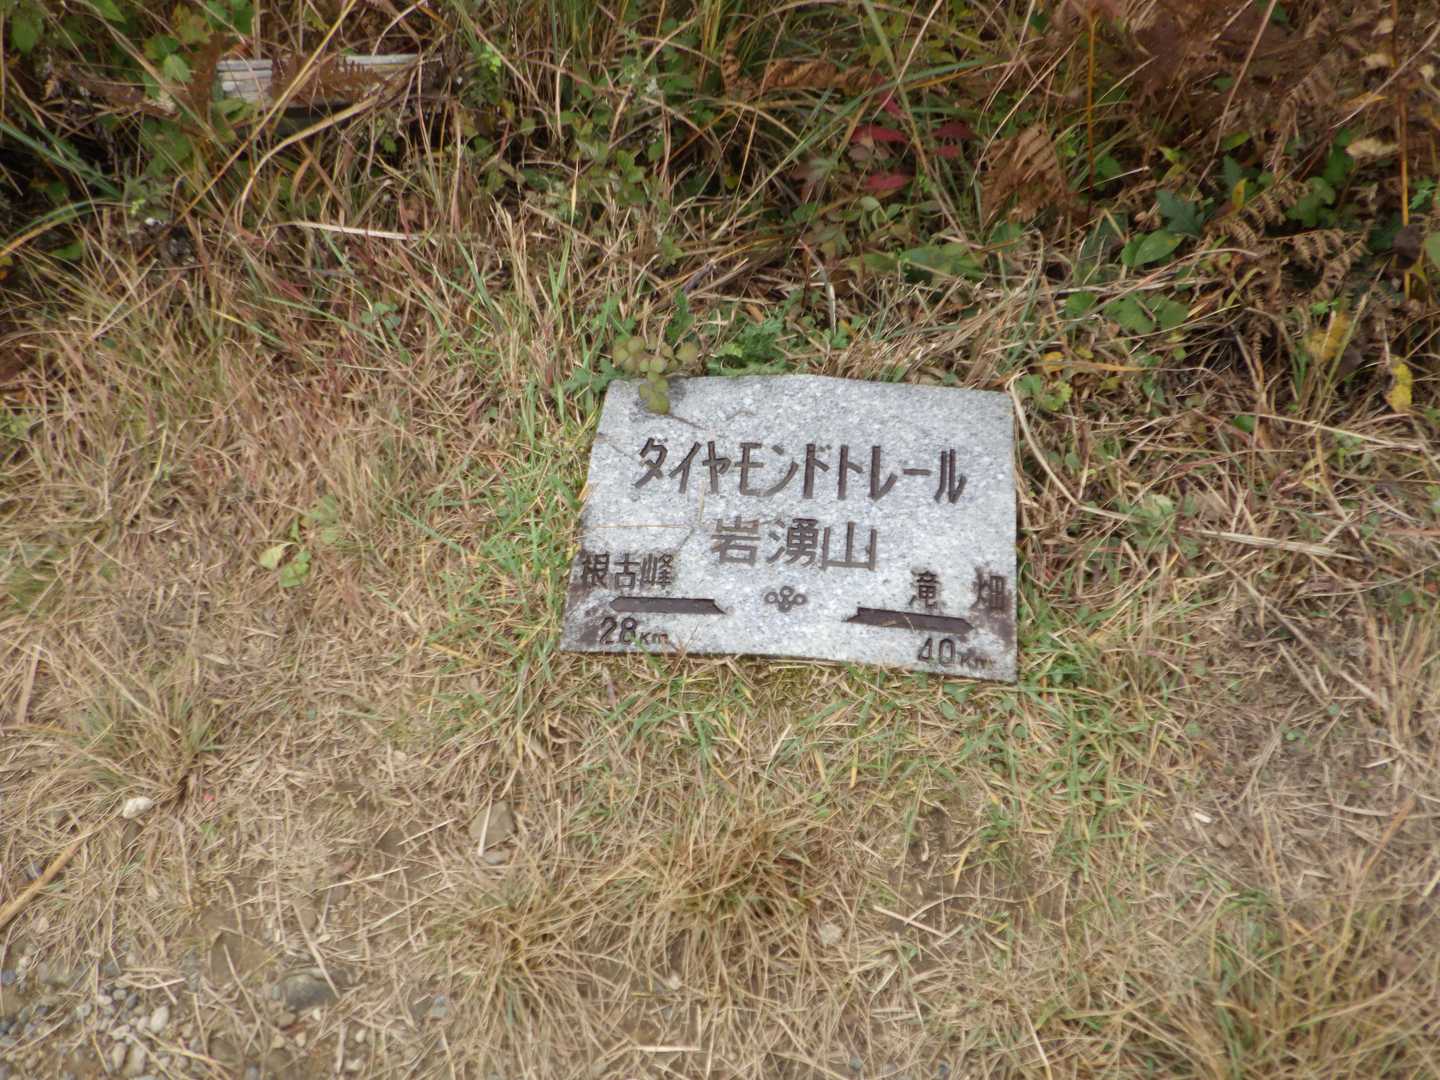 ダイヤモンドトレール
岩湧山
根古峰
滝畑
28Km
40Km